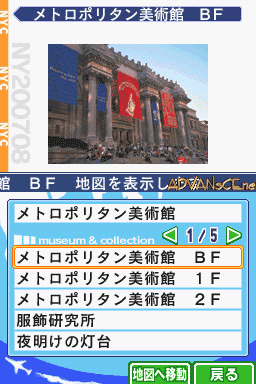 メトロポリタン美術館 BF
NYC
NYC
NYC
NY200708
館 BF 地図を表示し
ADVANsCE.net
メトロポリタン美術館
museum & collection
1/5
メトロポリタン美術館 BF
メトロポリタン美術館 1F
メトロポリタン美術館 2F
服飾研究所
夜明けの灯台
地図へ移動
戻る